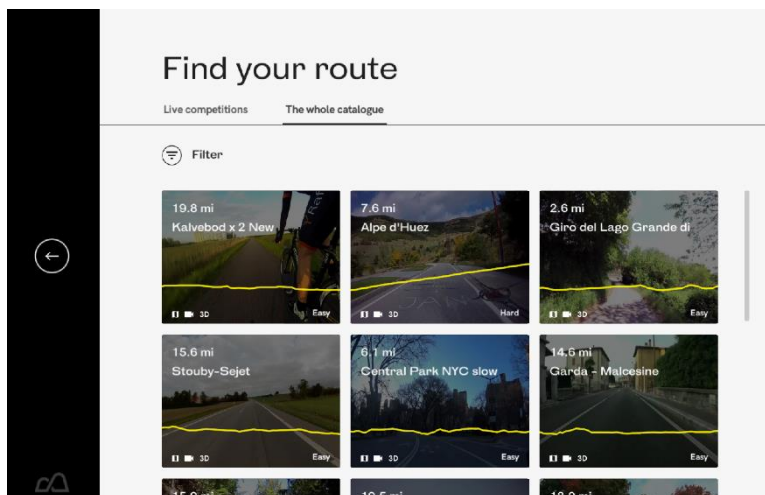 Find your route
Live competitions
The whole catalogue
Filter
19.8 mi
Kalvebod x 2 New
3D
Easy
7.6 mi
Alpe d'Huez
3D
Hard
2.6 mi
Giro del Lago Grande di
3D
Easy
15.6 mi
Stouby-Sejet
3D
Easy
6.1 mi
Central Park NYC slow
3D
Easy
14.6 mi
Garda - Malcesine
3D
Easy